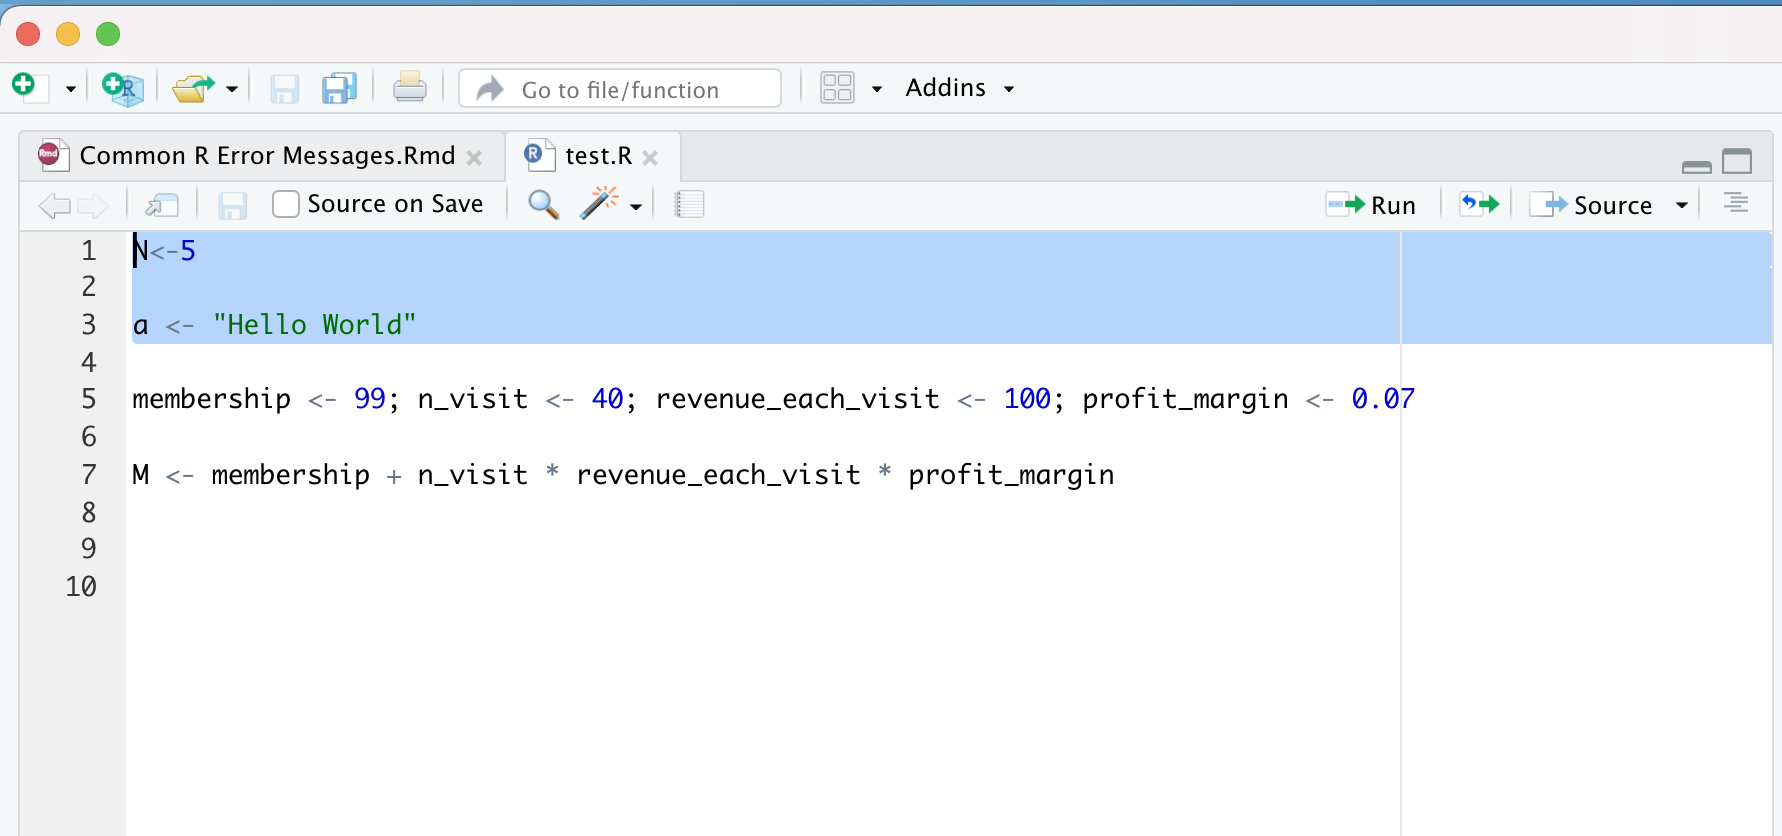 Go to file/function
Addins
Common R Error Messages.Rmd
test.R
Source on Save
Run
Source
1 N<-5
2
3 a <- "Hello World"
4
5 membership <- 99; n_visit <- 40; revenue_each_visit <- 100; profit_margin <- 0.07
6
7 M <- membership + n_visit * revenue_each_visit * profit_margin
8
9
10